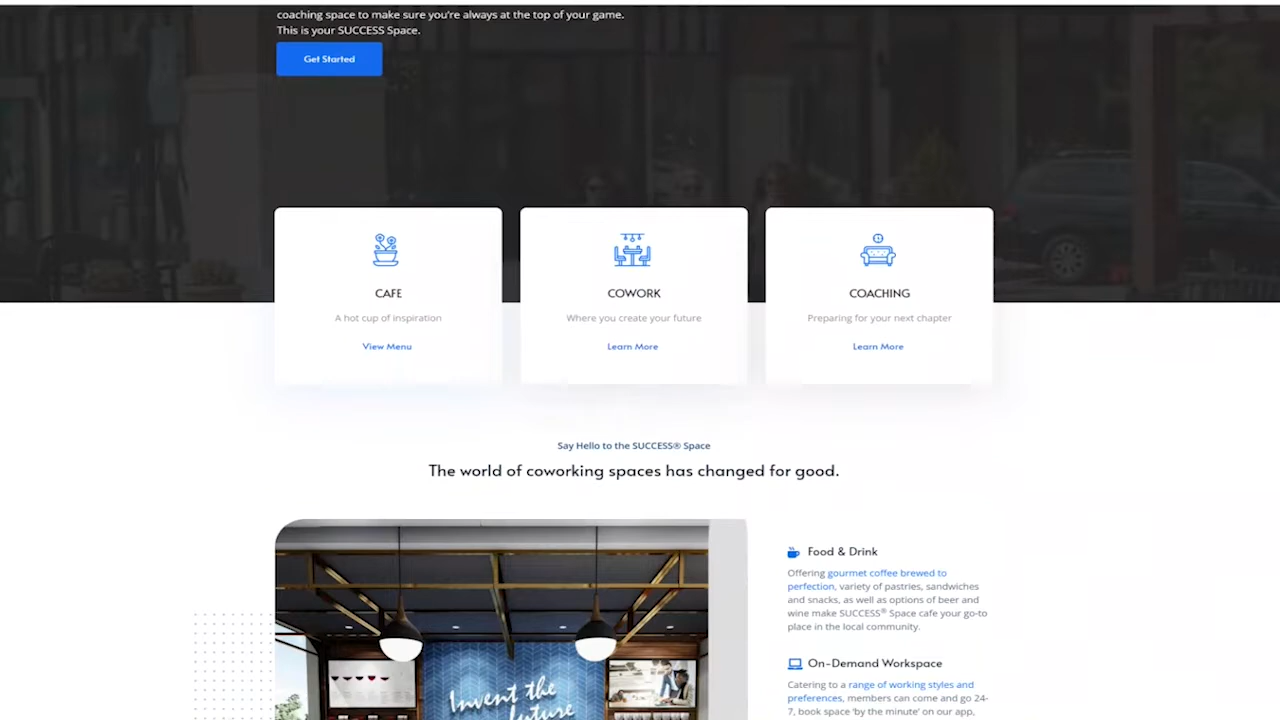 coaching space to make sure you're always at the top of your game.
This is your SUCCESS Space.
Get Started
CAFE
A hot cup of inspiration
View Menu
COWORK
Where you create your future
Learn More
COACHING
Preparing for your next chapter
Learn More
Say Hello to the SUCCESS® Space
The world of coworking spaces has changed for good.
Invent the
future
Food & Drink
Offering gourmet coffee brewed to
perfection, variety of pastries, sandwiches
and snacks, as well as options of beer and
wine make SUCCESS® Space cafe your go-to
place in the local community.
On-Demand Workspace
Catering to a range of working styles and
preferences, members can come and go 24-
7, book space 'by the minute' on our app,